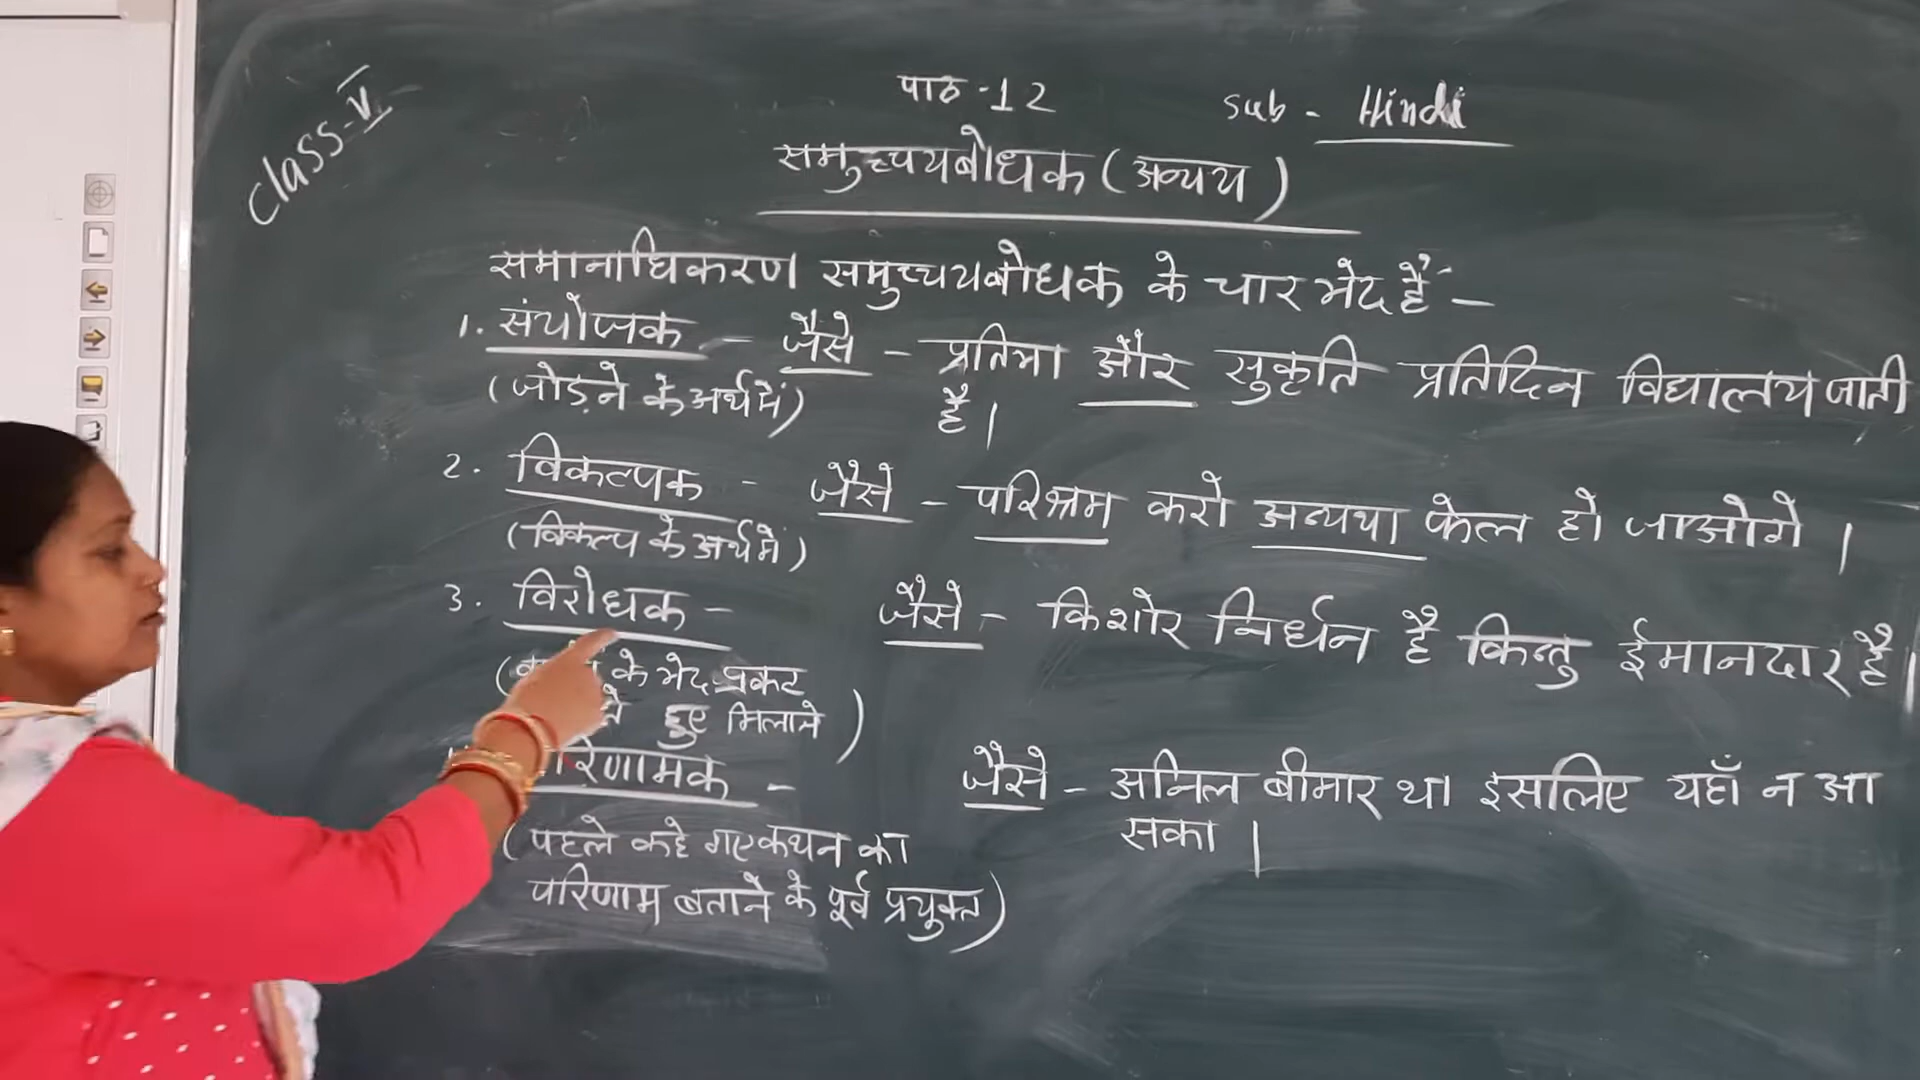 class-V
पाठ -12
Sub - Hindi
समुच्चयबोधक (अव्यय)
समानाधिकरण समुच्चयबोधक के चार भेद हैं -
1. संयोजक - जैसे - प्रतिभा और सुकृति प्रतिदिन विद्यालय जाती
(जोड़ने के अर्थ में) है।
2. विकल्पक - जैसे - परिश्रम करो अन्यथा फेल हो जाओगे।
(विकल्प के अर्थ में)
3. विरोधक - जैसे - किशोर निर्धन है किन्तु ईमानदार है।
के भेद प्रकट
हुए मिलाने)
रिणामक - जैसे - अनिल बीमार था इसलिए यहाँ न आ
सका।
(पहले कहे गए कथन का
परिणाम बताने के पूर्व प्रयुक्त)